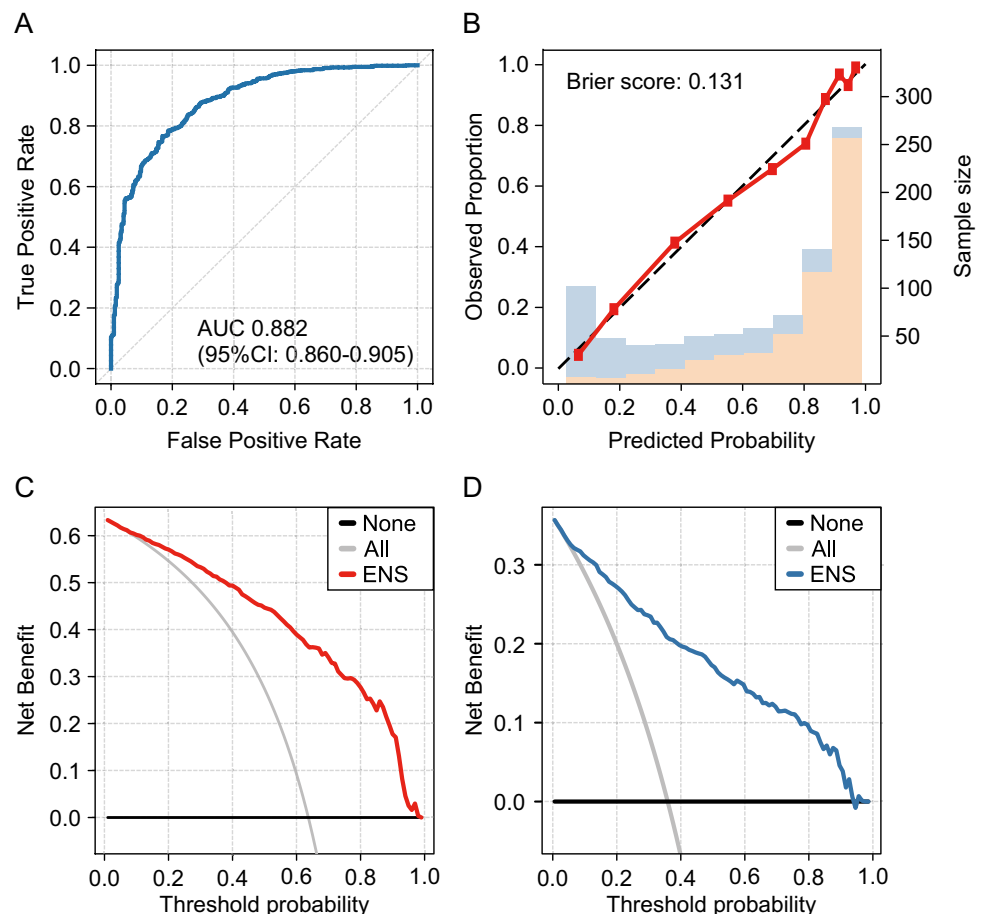 A
1.0
0.8
0.6
0.4
0.2
0.0
True Positive Rate
AUC 0.882
(95%CI: 0.860-0.905)
0.0 0.2 0.4 0.6 0.8 1.0
False Positive Rate
B
1.0
0.8
0.6
0.4
0.2
0.0
Observed Proportion
Brier score: 0.131
300
250
200
150
100
50
Sample size
0.0 0.2 0.4 0.6 0.8 1.0
Predicted Probability
C
0.6
0.5
0.4
0.3
0.2
0.1
0.0
Net Benefit
None
All
ENS
0.0 0.2 0.4 0.6 0.8 1.0
Threshold probability
D
0.3
0.2
0.1
0.0
Net Benefit
None
All
ENS
0.0 0.2 0.4 0.6 0.8 1.0
Threshold probability